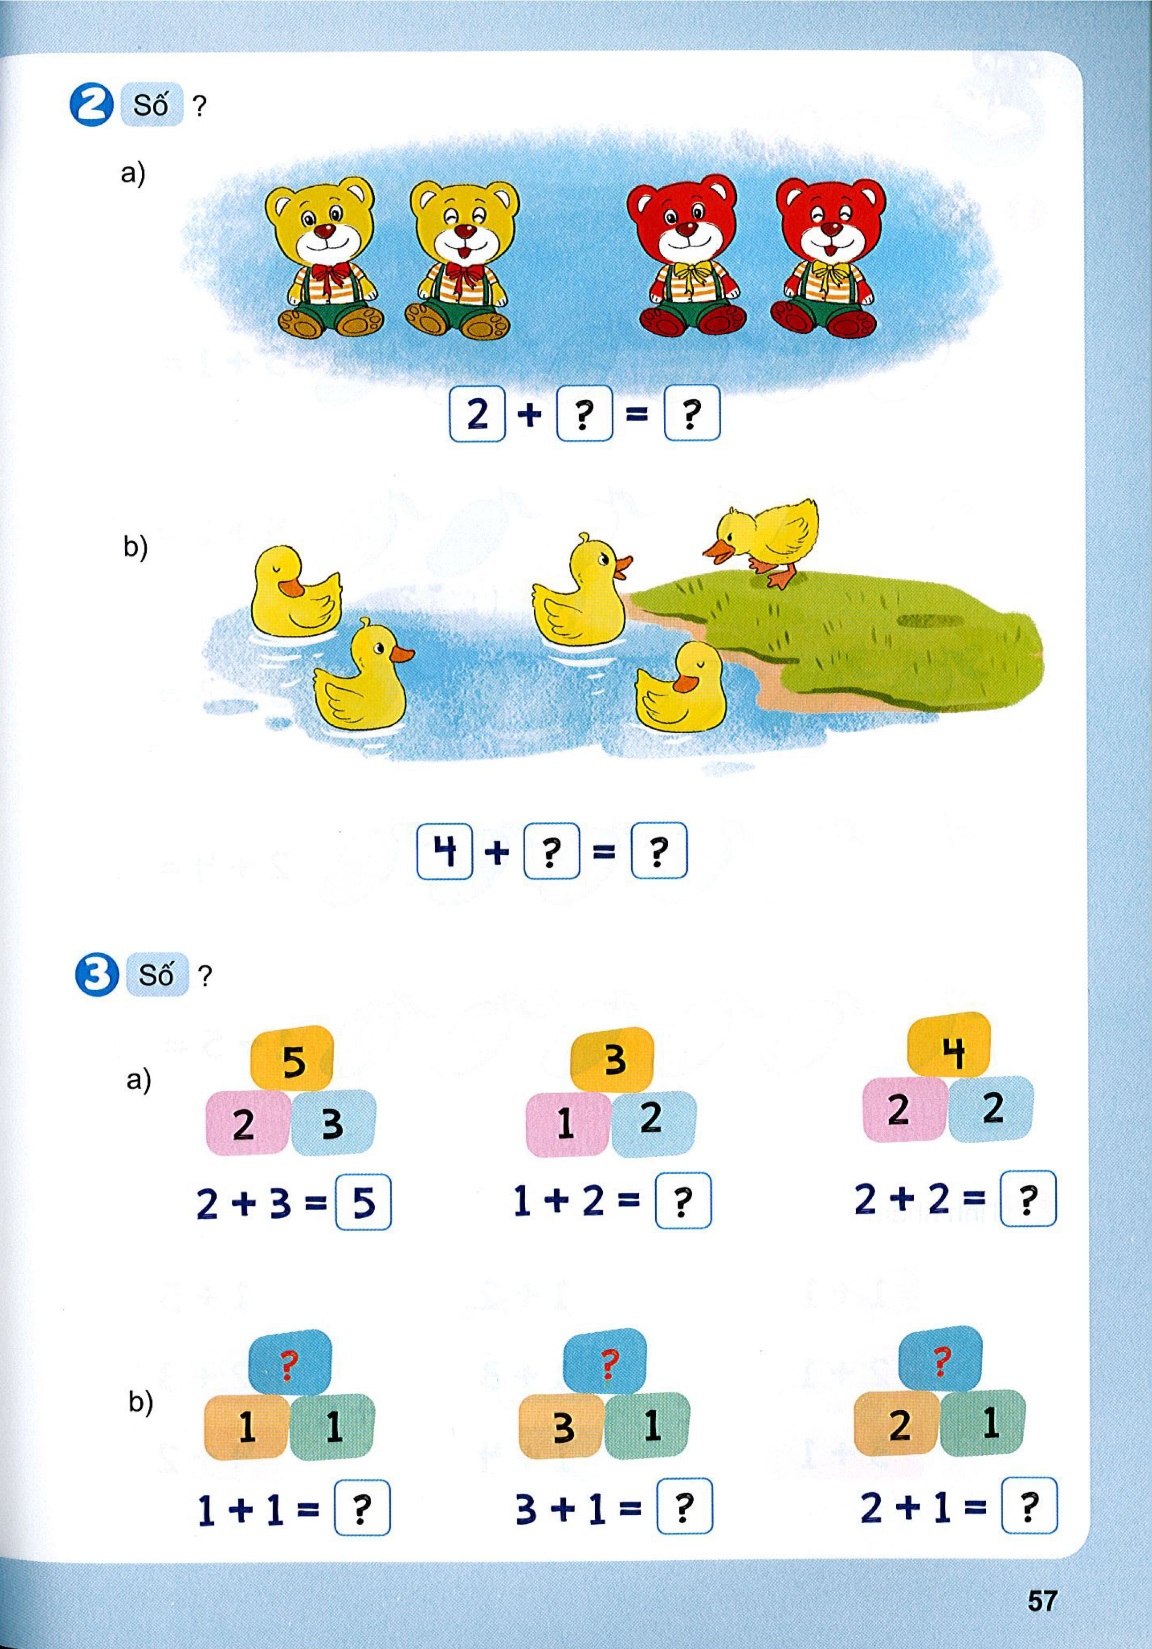 2 Số ?
a)
2 + ? = ?
b)
4 + ? = ?
3 Số ?
a)
5 3 4
2 3 1 2 2 2
2 + 3 = 5 1 + 2 = ? 2 + 2 = ?
b)
? ? ?
1 1 3 1 2 1
1 + 1 = ? 3 + 1 = ? 2 + 1 = ?
57